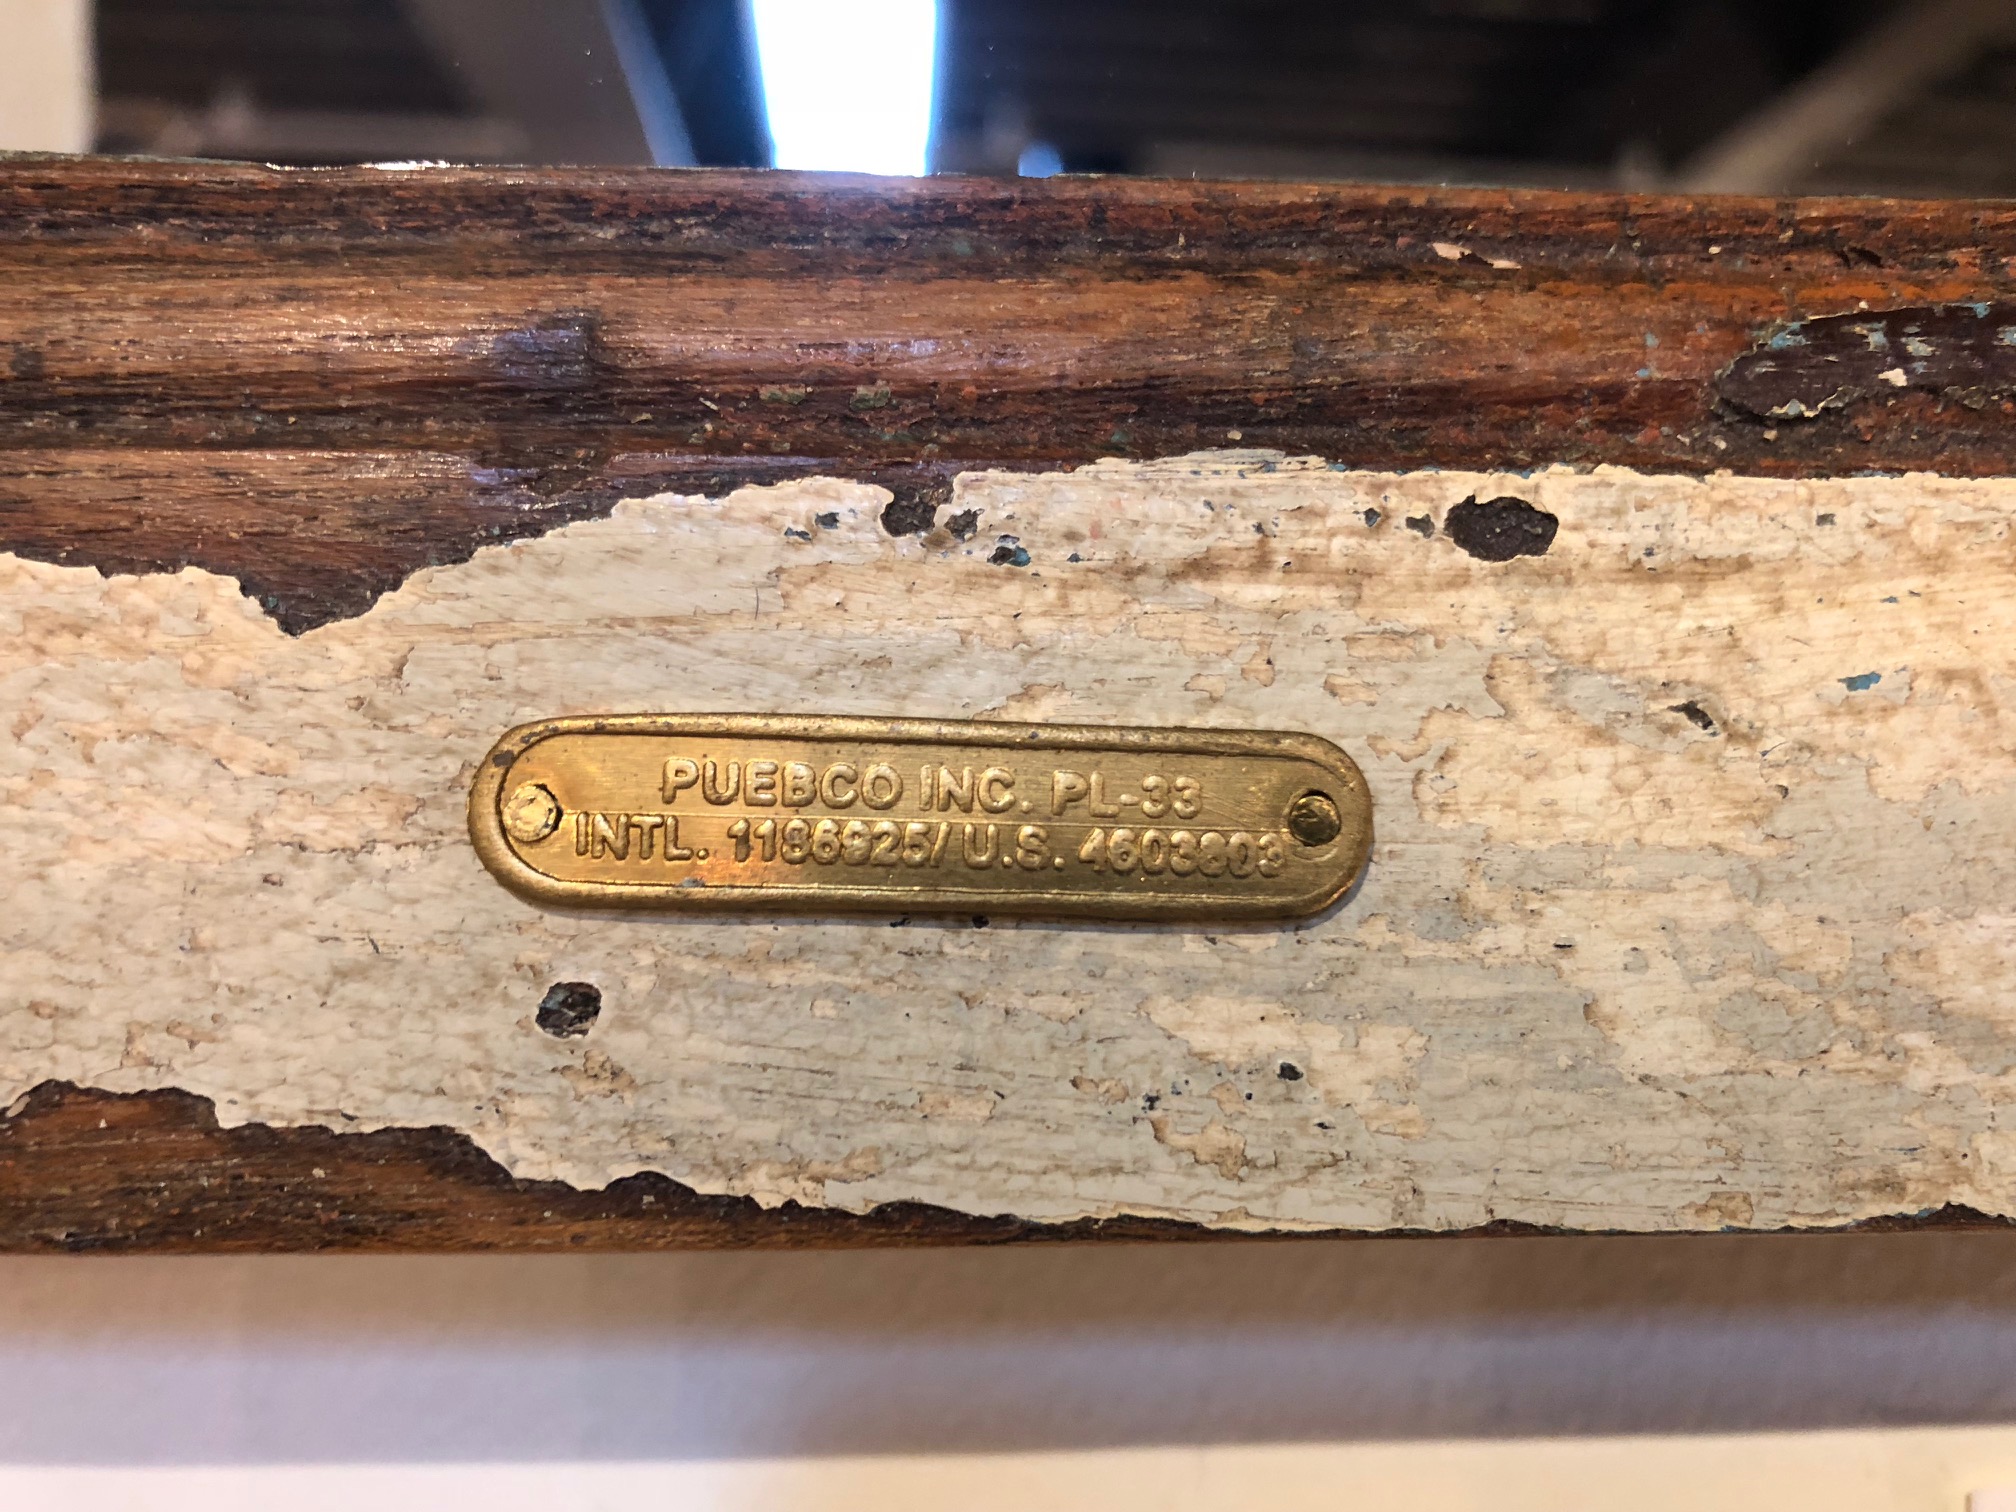 PUEBCO INC. PL-33
INTL. 1186925/ U.S. 4603803